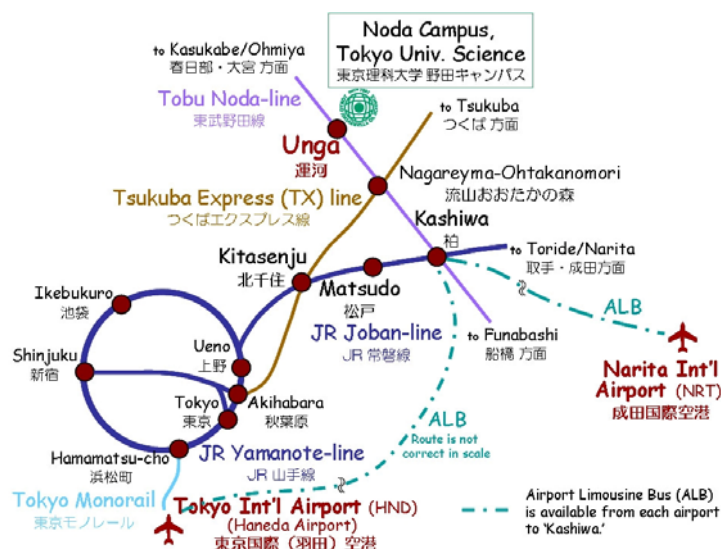 Noda Campus,
Tokyo Univ. Science
東京理科大学 野田キャンパス
to Kasukabe/Ohmiya
春日部・大宮 方面
Tobu Noda-line
東武野田線
to Tsukuba
つくば 方面
Unga
運河
Nagareyma-Ohtakanomori
流山おおたかの森
Tsukuba Express (TX) line
つくばエクスプレス線
Kashiwa
柏
to Toride/Narita
取手・成田方面
Kitasenju
北千住
Matsudo
松戸
Ikebukuro
池袋
JR Joban-line
JR 常磐線
ALB
to Funabashi
船橋 方面
Ueno
上野
Shinjuku
新宿
Narita Int'l
Airport (NRT)
成田国際空港
Tokyo
東京
Akihabara
秋葉原
ALB
Route is not
correct in scale
Hamamatsu-cho
浜松町
JR Yamanote-line
JR 山手線
Tokyo Monorail
東京モノレール
Tokyo Int'l Airport (HND)
(Haneda Airport)
東京国際（羽田）空港
Airport Limousine Bus (ALB)
is available from each airport
to 'Kashiwa.'